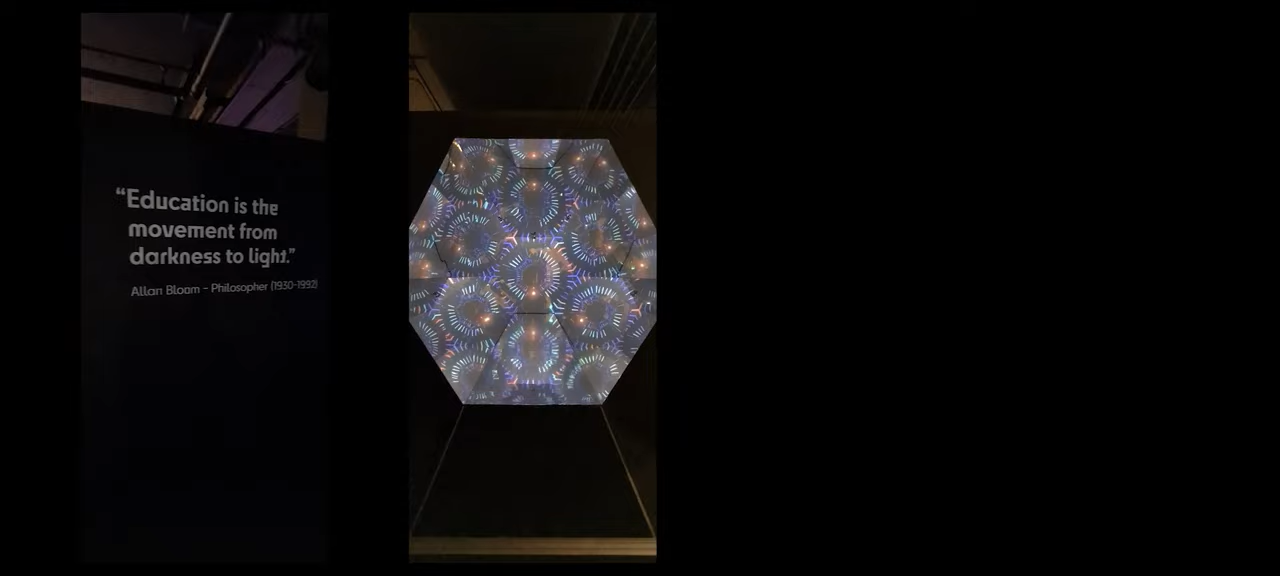 “Education is the
movement from
darkness to light.”
Allan Bloom – Philosopher (1930-1992)